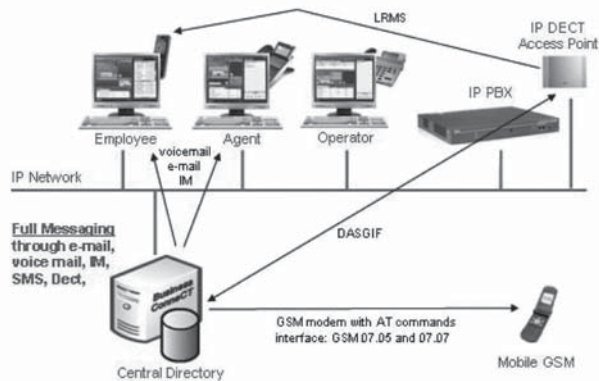 LRMS
IP DECT
Access Point
IP PBX
Employee
Agent
Operator
voicemail
e-mail
IM
IP Network
Full Messaging
through e-mail,
voice mail, IM,
SMS, Dect,
DASGIF
Business
ConneCT
GSM modem with AT commands
interface: GSM 07.05 and 07.07
Central Directory
Mobile GSM